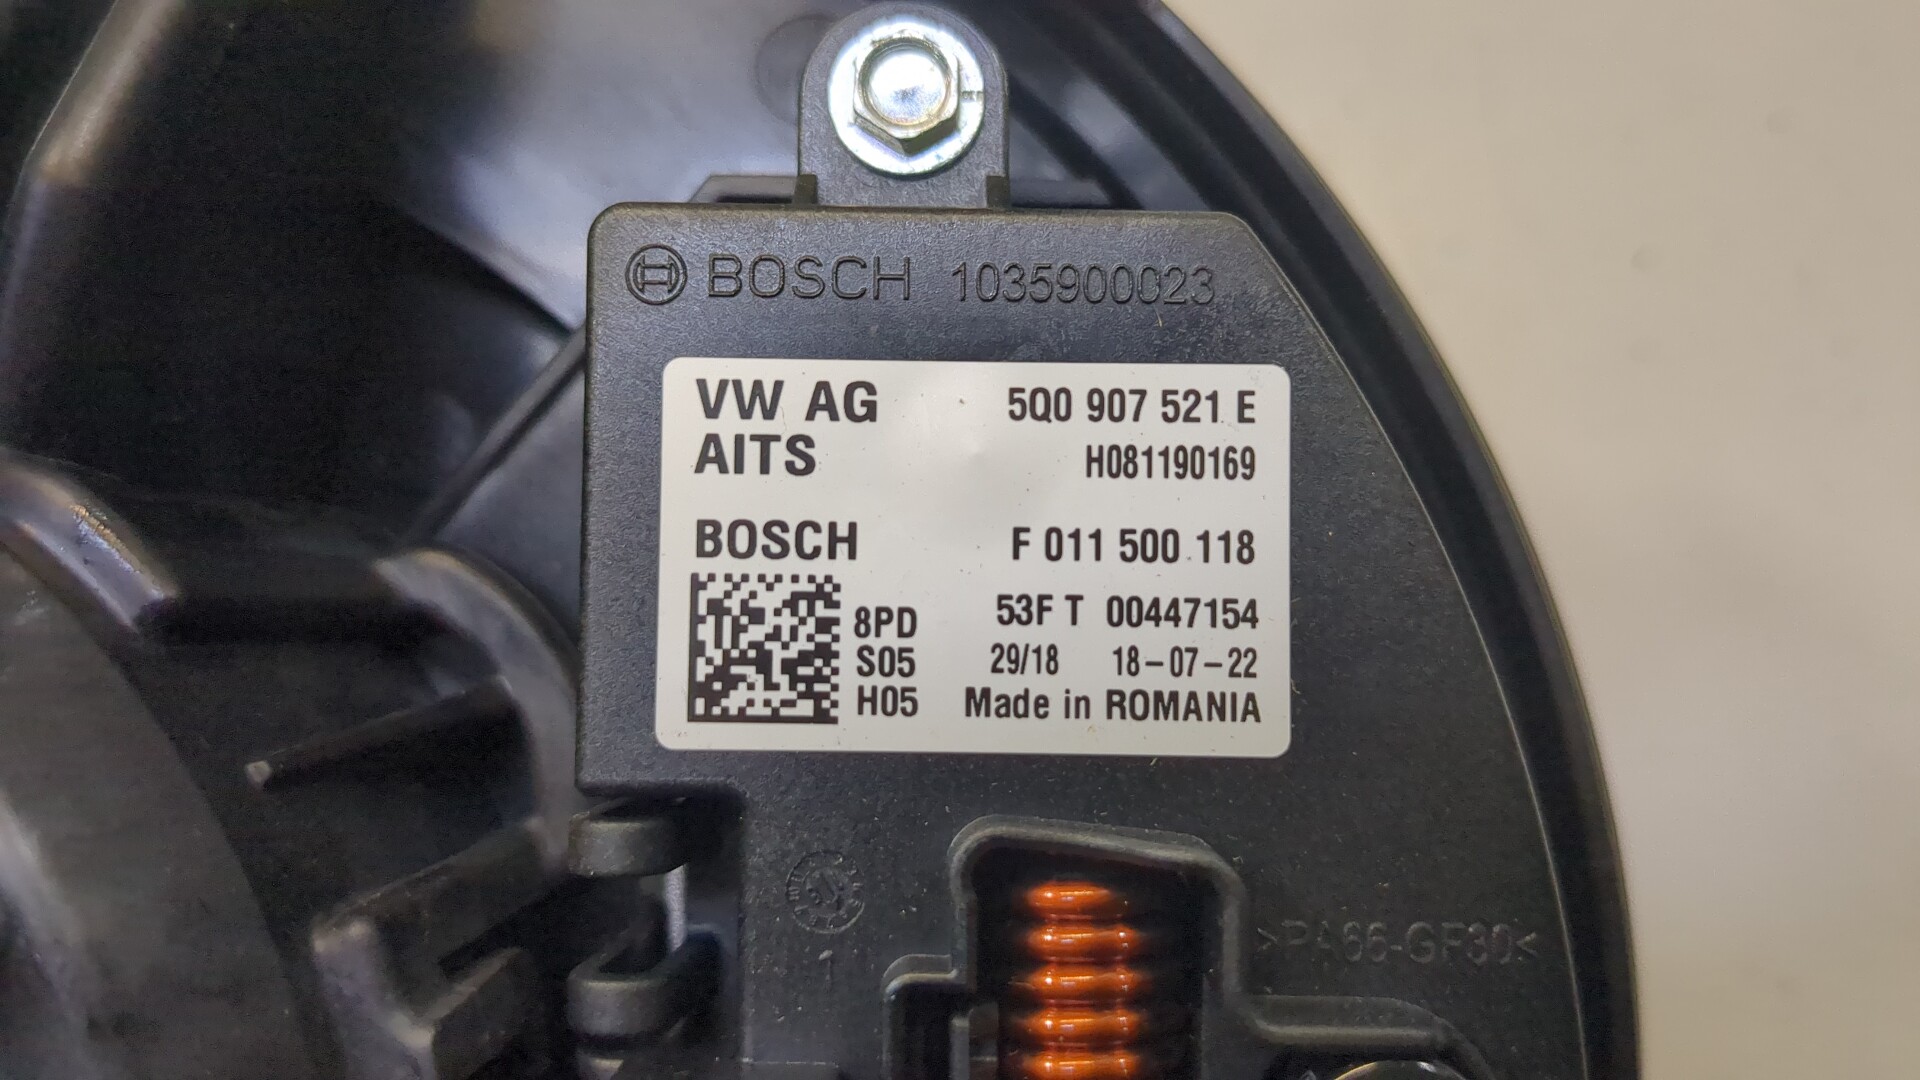 BOSCH 1035900023
VW AG 5Q0 907 521 E
AITS H081190169
BOSCH F 011 500 118
8PD 53F T 00447154
S05 29/18 18-07-22
H05 Made in ROMANIA
>PA66-GF30<
1